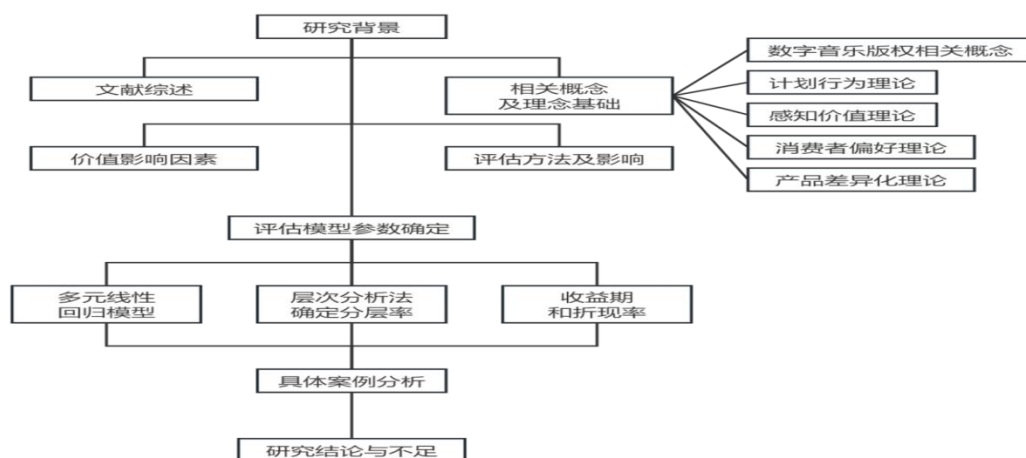 研究背景
文献综述
相关概念
及理念基础
数字音乐版权相关概念
计划行为理论
感知价值理论
消费者偏好理论
产品差异化理论
价值影响因素
评估方法及影响
评估模型参数确定
多元线性
回归模型
层次分析法
确定分层率
收益期
和折现率
具体案例分析
研究结论与不足